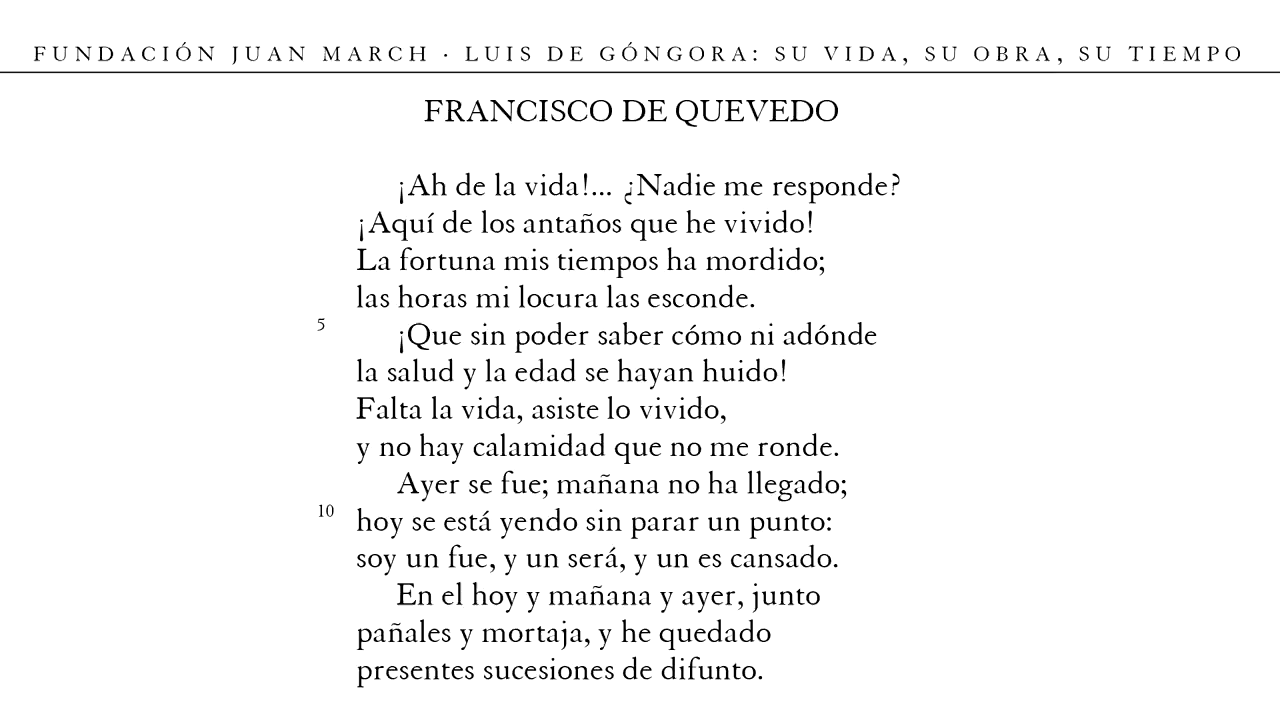 FUNDACIÓN JUAN MARCH · LUIS DE GÓNGORA: SU VIDA, SU OBRA, SU TIEMPO
FRANCISCO DE QUEVEDO
¡Ah de la vida!... ¿Nadie me responde?
¡Aquí de los antaños que he vivido!
La fortuna mis tiempos ha mordido;
las horas mi locura las esconde.
5 ¡Que sin poder saber cómo ni adónde
la salud y la edad se hayan huido!
Falta la vida, asiste lo vivido,
y no hay calamidad que no me ronde.
Ayer se fue; mañana no ha llegado;
10 hoy se está yendo sin parar un punto:
soy un fue, y un será, y un es cansado.
En el hoy y mañana y ayer, junto
pañales y mortaja, y he quedado
presentes sucesiones de difunto.